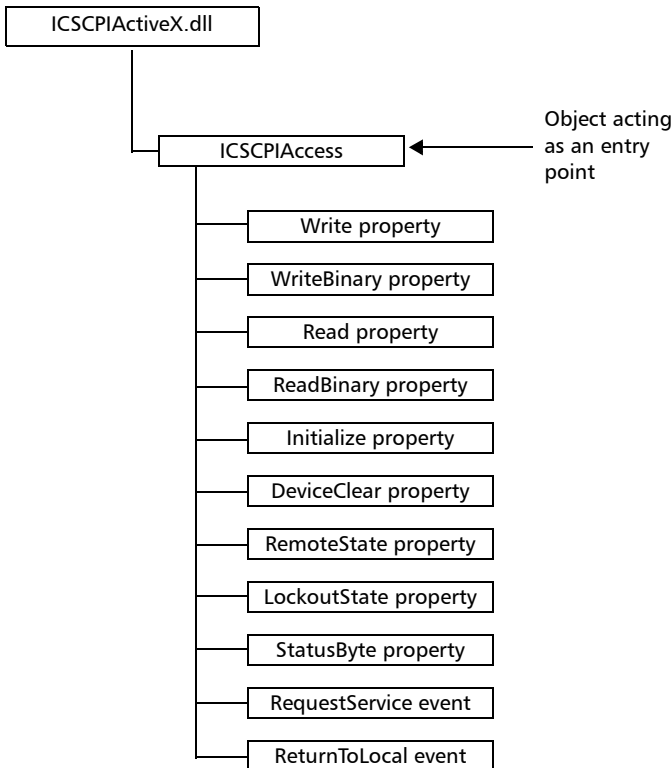 ICSCPIActiveX.dll
Object acting
as an entry
point
ICSCPIAccess
Write property
WriteBinary property
Read property
ReadBinary property
Initialize property
DeviceClear property
RemoteState property
LockoutState property
StatusByte property
RequestService event
ReturnToLocal event